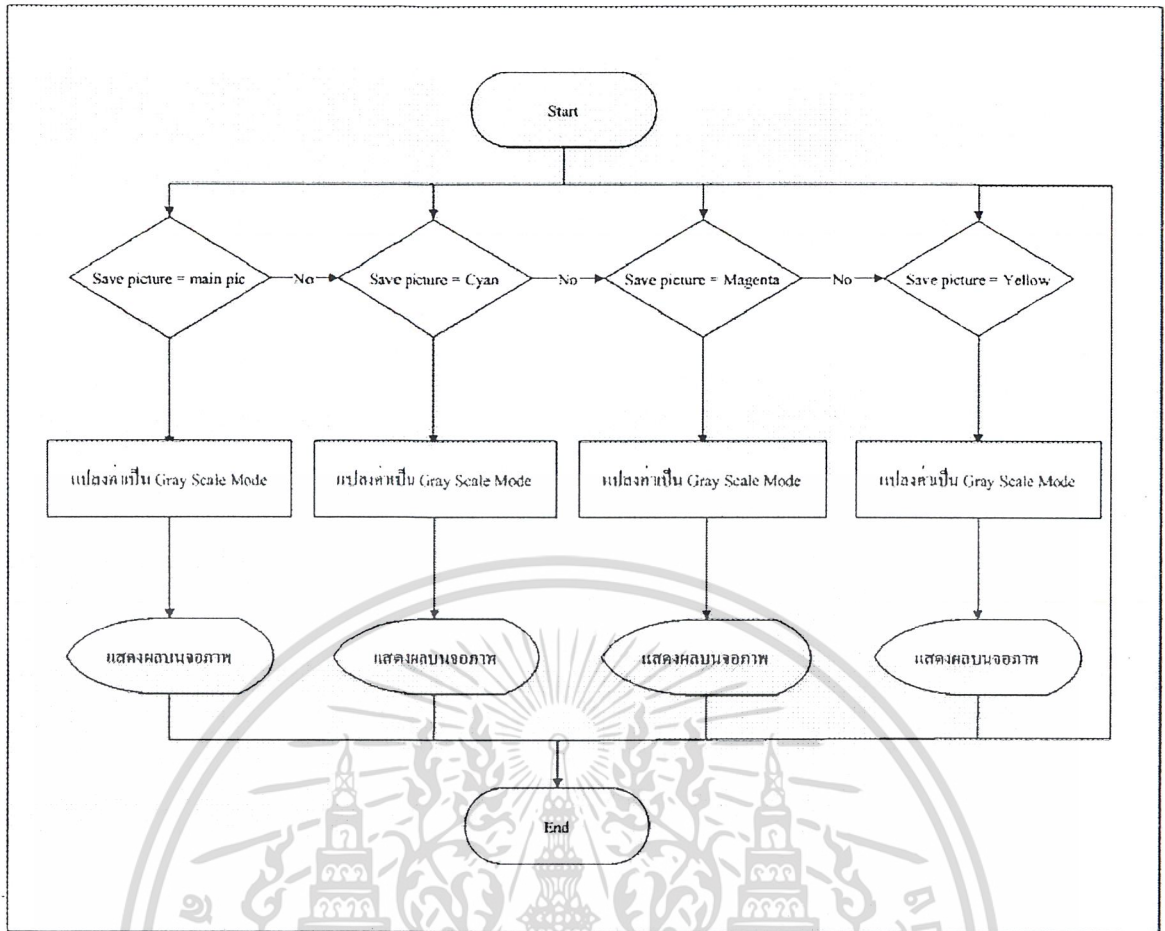 Start
Save picture = main pic
No
Save picture = Cyan
No
Save picture = Magenta
No
Save picture = Yellow
แปลงค่าเป็น Gray Scale Mode
แปลงค่าเป็น Gray Scale Mode
แปลงค่าเป็น Gray Scale Mode
แปลงค่าเป็น Gray Scale Mode
แสดงผลบนจอภาพ
แสดงผลบนจอภาพ
แสดงผลบนจอภาพ
แสดงผลบนจอภาพ
End